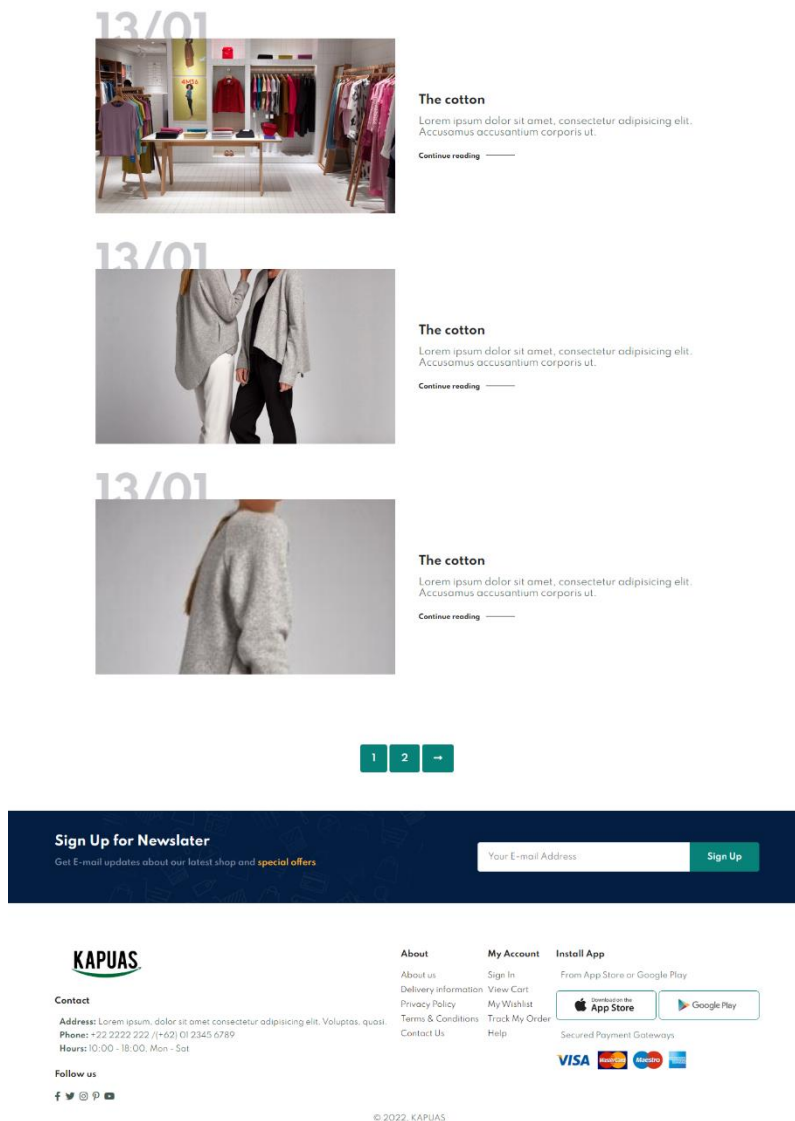 13/01
The cotton
Lorem ipsum dolor sit amet, consectetur adipisicing elit.
Accusamus accusantium corporis ut.
Continue reading
13/01
The cotton
Lorem ipsum dolor sit amet, consectetur adipisicing elit.
Accusamus accusantium corporis ut.
Continue reading
13/01
The cotton
Lorem ipsum dolor sit amet, consectetur adipisicing elit.
Accusamus accusantium corporis ut.
Continue reading
1 2 →
Sign Up for Newslater
Get E-mail updates about our latest shop and special offers
Your E-mail Address
Sign Up
KAPUAS
Contact
Address: Lorem ipsum, dolor sit amet consectetur adipisicing elit. Voluptas, quasi.
Phone: +22 2222 222 /(+62) 01 2345 6789
Hours: 10:00 - 18:00, Mon - Sat
Follow us
About
About us
Delivery information
Privacy Policy
Terms & Conditions
Contact Us
My Account
Sign In
View Cart
My Wishlist
Track My Order
Help
Install App
From App Store or Google Play
Download on the
App Store
Google Play
Secured Payment Gateways
VISA MasterCard Maestro
© 2022, KAPUAS